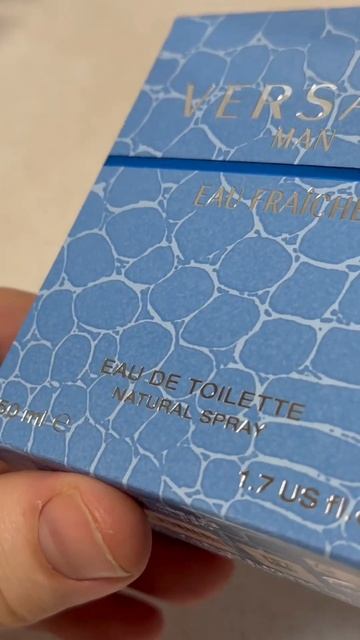 VERSA
MAN
EAU FRAÎCHE
EAU DE TOILETTE
NATURAL SPRAY
50 ml e
1.7 US fl.